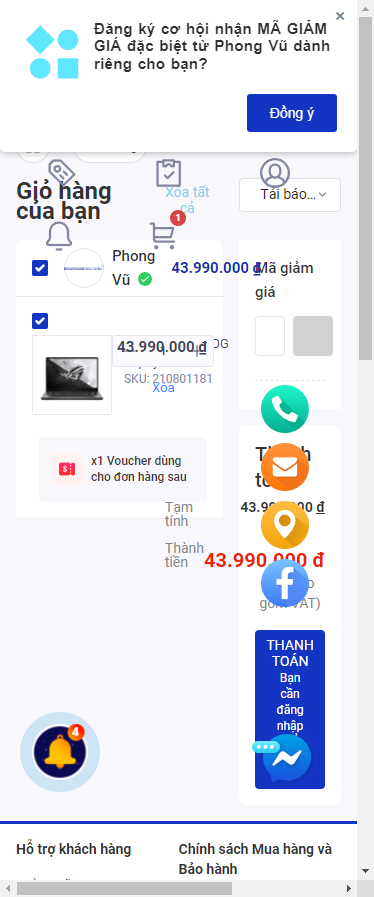 Đăng ký cơ hội nhận MÃ GIẢM
GIÁ đặc biệt từ Phong Vũ dành
riêng cho bạn?
Đồng ý
Giỏ hàng
của bạn
Xóa tất
cả
Tải báo...
1
Phong
Vũ
43.990.000 ₫
Mã giảm
giá
43.990.000 ₫
SKU: 210801181
Xóa
x1 Voucher dùng
cho đơn hàng sau
Tạm
tính
Thành
tiền
43.990.000 ₫
VAT)
THANH
TOÁN
Bạn
cần
đăng
nhập
4
Hỗ trợ khách hàng
Chính sách Mua hàng và
Bảo hành